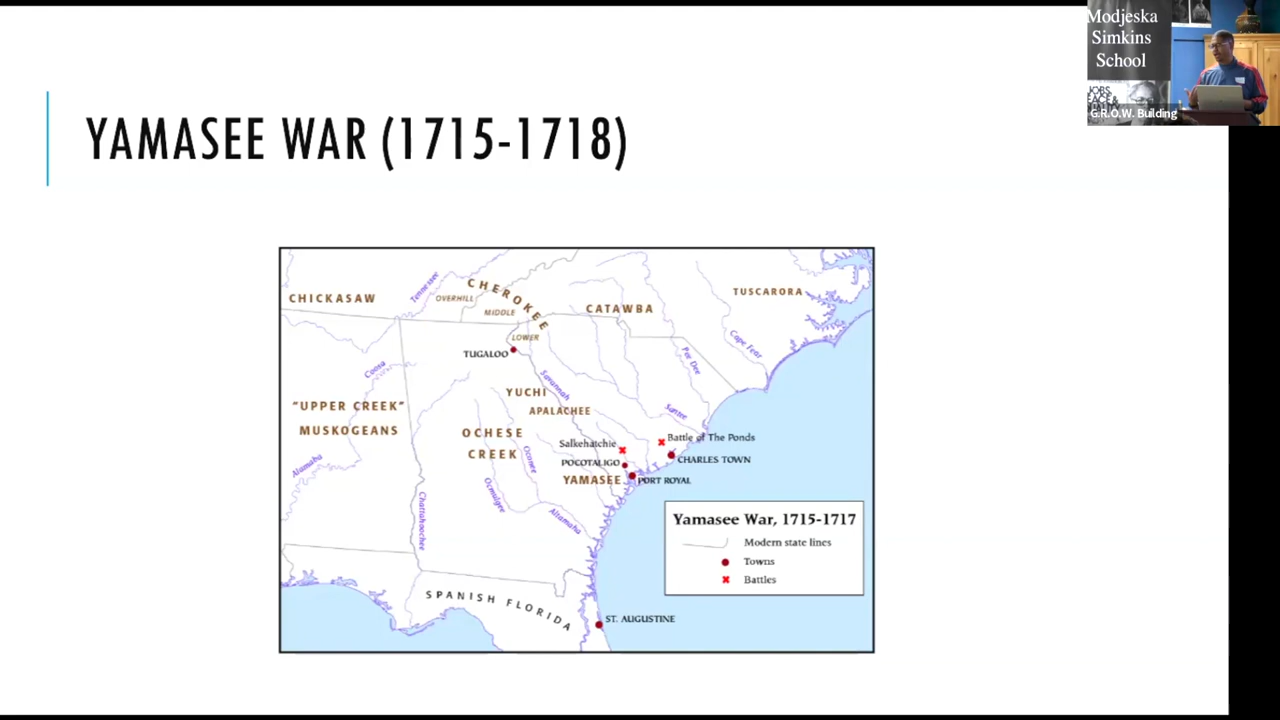 Modjeska
Simkins
School
JOBS,
PEACE &
G.R.O.W. Building
YAMASEE WAR (1715-1718)
CHICKASAW
Tennessee
CHEROKEE
OVERHILL
MIDDLE
LOWER
CATAWBA
TUSCARORA
TUGALOO
Cape Fear
Pee Dee
Coosa
Savannah
YUCHI
APALACHEE
Santee
"UPPER CREEK"
MUSKOGEANS
OCHESE
CREEK
Salkehatchie
Battle of The Ponds
POCOTALIGO
CHARLES TOWN
YAMASEE
PORT ROYAL
Alamaba
Oconee
Ocmulgee
Chattahoochee
Altamaha
Yamasee War, 1715-1717
Modern state lines
Towns
Battles
SPANISH FLORIDA
ST. AUGUSTINE